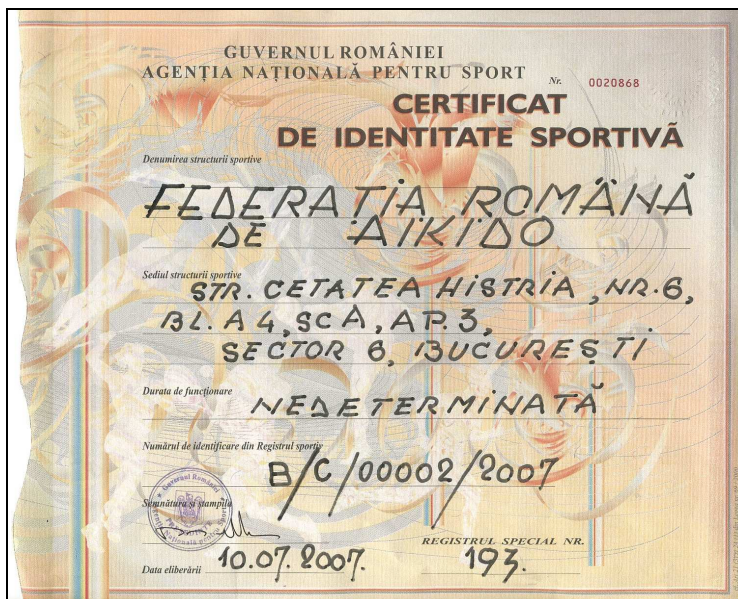 GUVERNUL ROMÂNIEI
AGENȚIA NAȚIONALĂ PENTRU SPORT
Nr. 0020868
CERTIFICAT
DE IDENTITATE SPORTIVĂ
Denumirea structurii sportive
FEDERAȚIA ROMÂNĂ
DE AIKIDO
Sediul structurii sportive
STR. CETATEA HISTRIA, NR.6,
BL. A4, SC A, AP. 3,
SECTOR 6, BUCUREȘTI
Durata de funcționare
NEDETERMINATĂ
Numărul de identificare din Registrul sportiv
B/C/00002/2007
Semnătura și ștampila
Guvernul României
REGISTRUL SPECIAL NR.
Data eliberării 10.07.2007. 193.